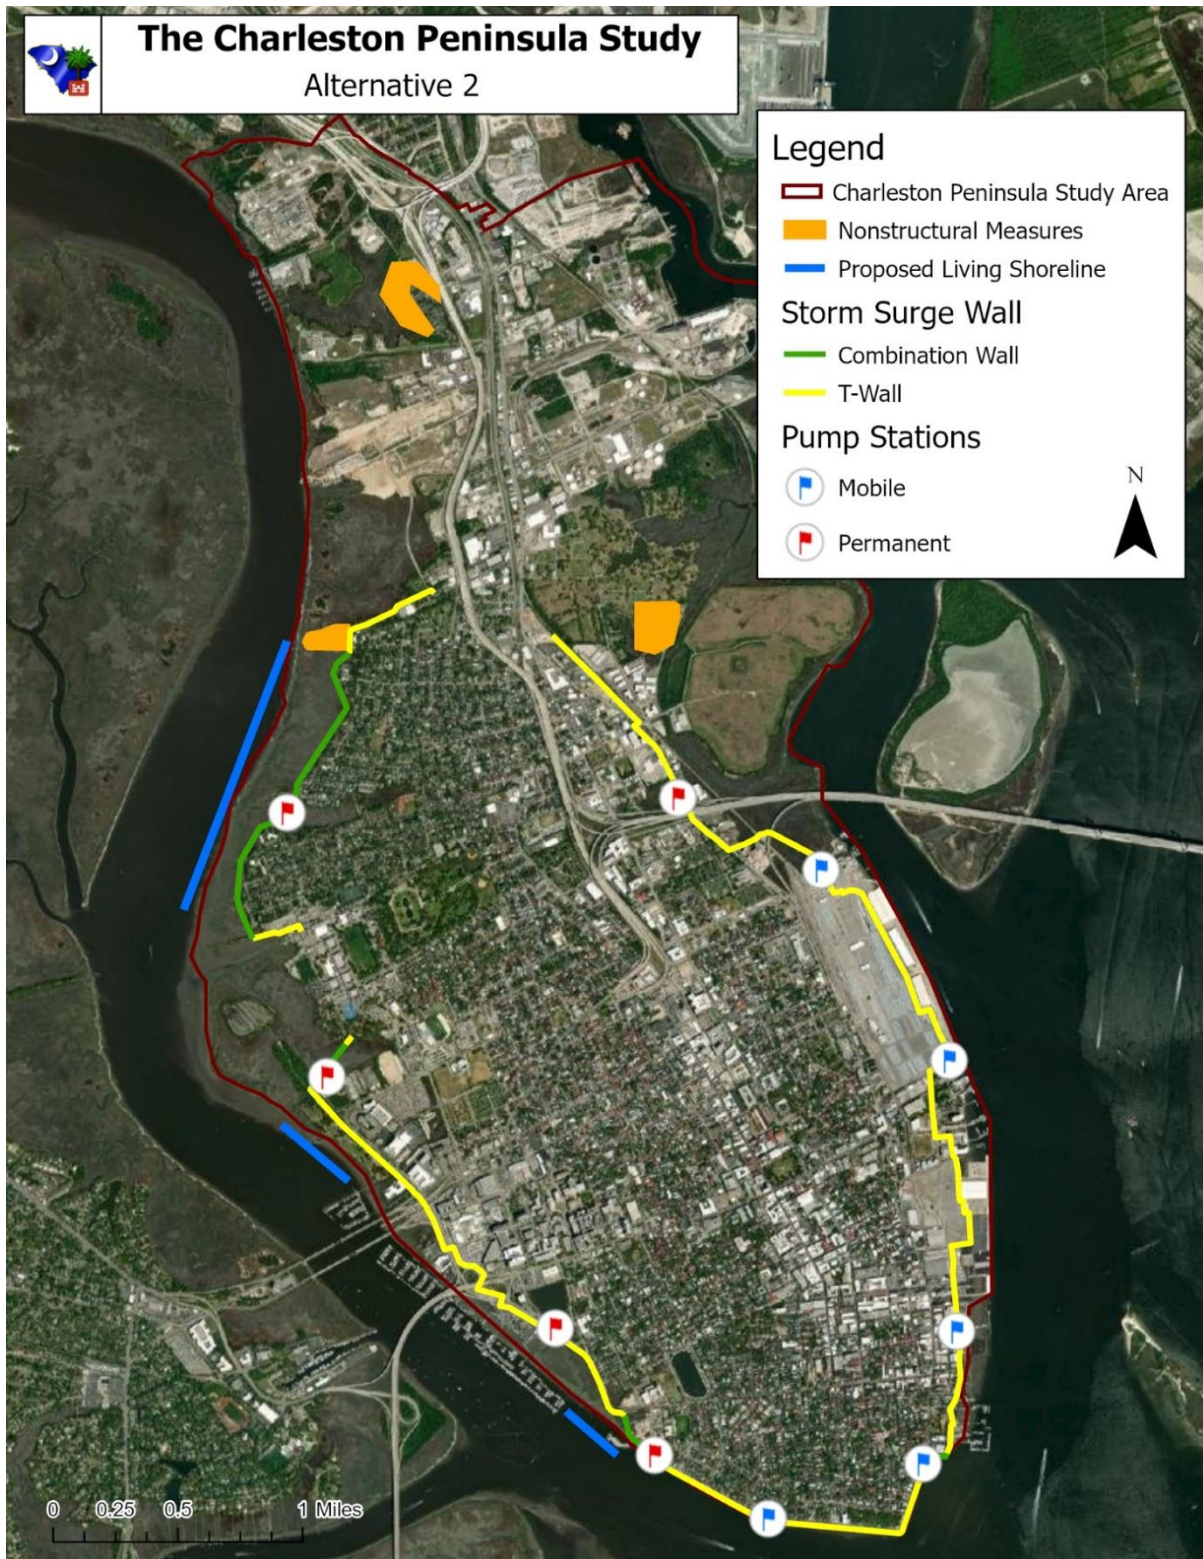 The Charleston Peninsula Study
Alternative 2
Legend
Charleston Peninsula Study Area
Nonstructural Measures
Proposed Living Shoreline
Storm Surge Wall
Combination Wall
T-Wall
Pump Stations
Mobile
Permanent
N
0 0.25 0.5 1 Miles